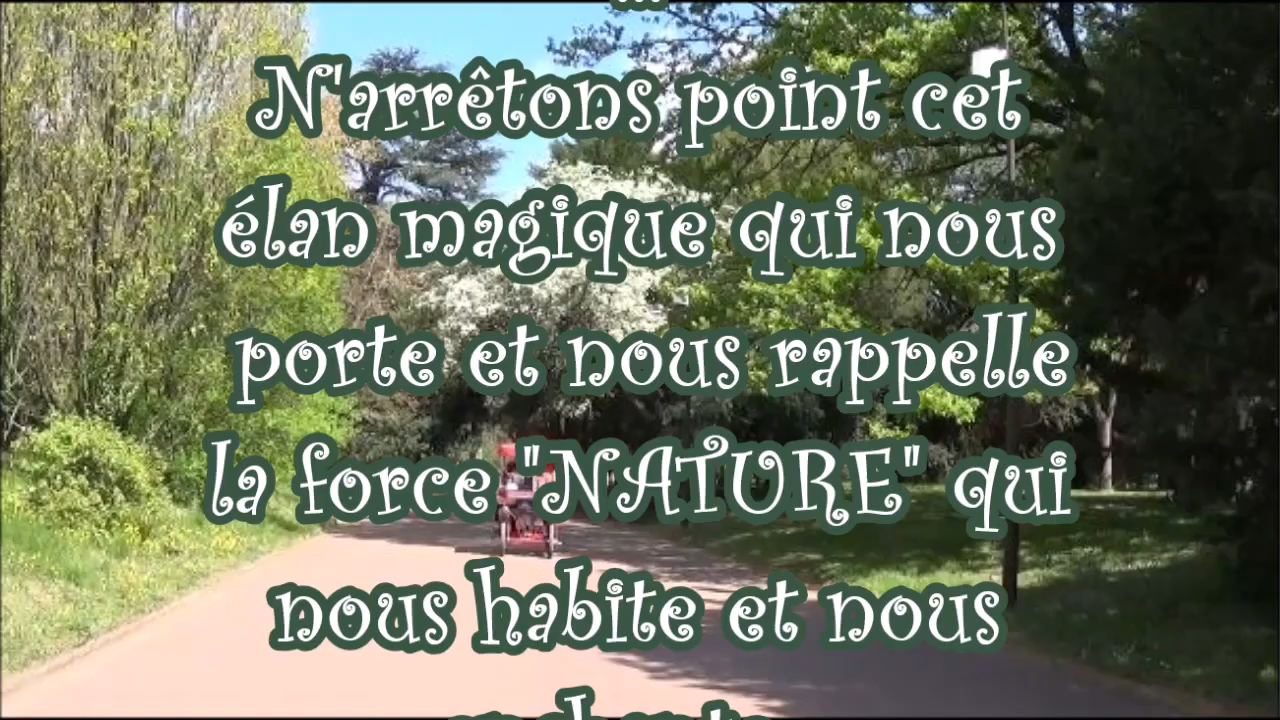 ...
N'arrêtons point cet
élan magique qui nous
porte et nous rappelle
la force "NATURE" qui
nous habite et nous